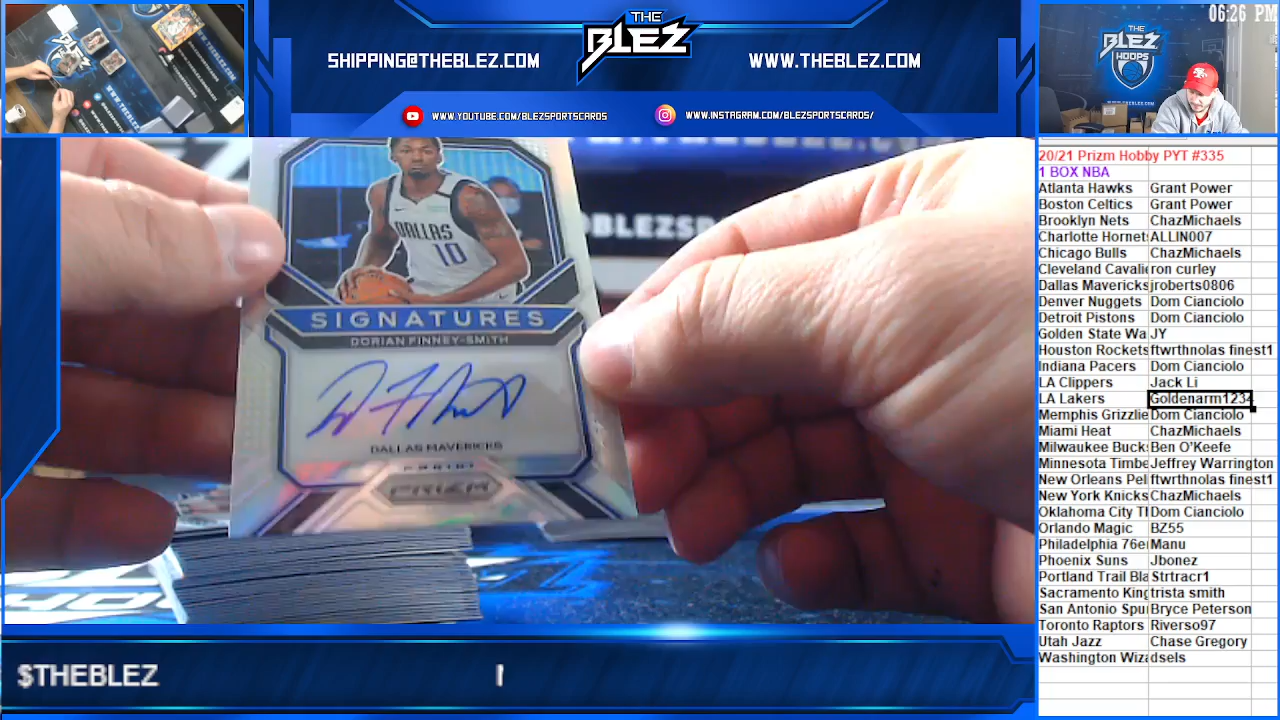 06:26 PM
THE
BLEZ
THE
BLEZ
HOOPS
SHIPPING@THEBLEZ.COM
WWW.THEBLEZ.COM
WWW.YOUTUBE.COM/BLEZSPORTSCARDS
WWW.INSTAGRAM.COM/BLEZSPORTSCARDS/
DALLAS
10
SIGNATURES
DORIAN FINNEY-SMITH
DALLAS MAVERICKS
PANINI
PRIZM
$THEBLEZ
20/21 Prizm Hobby PYT #335
1 BOX NBA
Atlanta Hawks Grant Power
Boston Celtics Grant Power
Brooklyn Nets ChazMichaels
Charlotte Hornets ALLIN007
Chicago Bulls ChazMichaels
Cleveland Cavalie ron curley
Dallas Mavericks jroberts0806
Denver Nuggets Dom Cianciolo
Detroit Pistons Dom Cianciolo
Golden State Wa JY
Houston Rockets ftwrthnolas finest1
Indiana Pacers Dom Cianciolo
LA Clippers Jack Li
LA Lakers Goldenarm1234
Memphis Grizzlie Dom Cianciolo
Miami Heat ChazMichaels
Milwaukee Bucks Ben O'Keefe
Minnesota Timbe Jeffrey Warrington
New Orleans Pel ftwrthnolas finest1
New York Knicks ChazMichaels
Oklahoma City Th Dom Cianciolo
Orlando Magic BZ55
Philadelphia 76e Manu
Phoenix Suns Jbonez
Portland Trail Bla Strtracr1
Sacramento King trista smith
San Antonio Spu Bryce Peterson
Toronto Raptors Riverso97
Utah Jazz Chase Gregory
Washington Wiza dsels